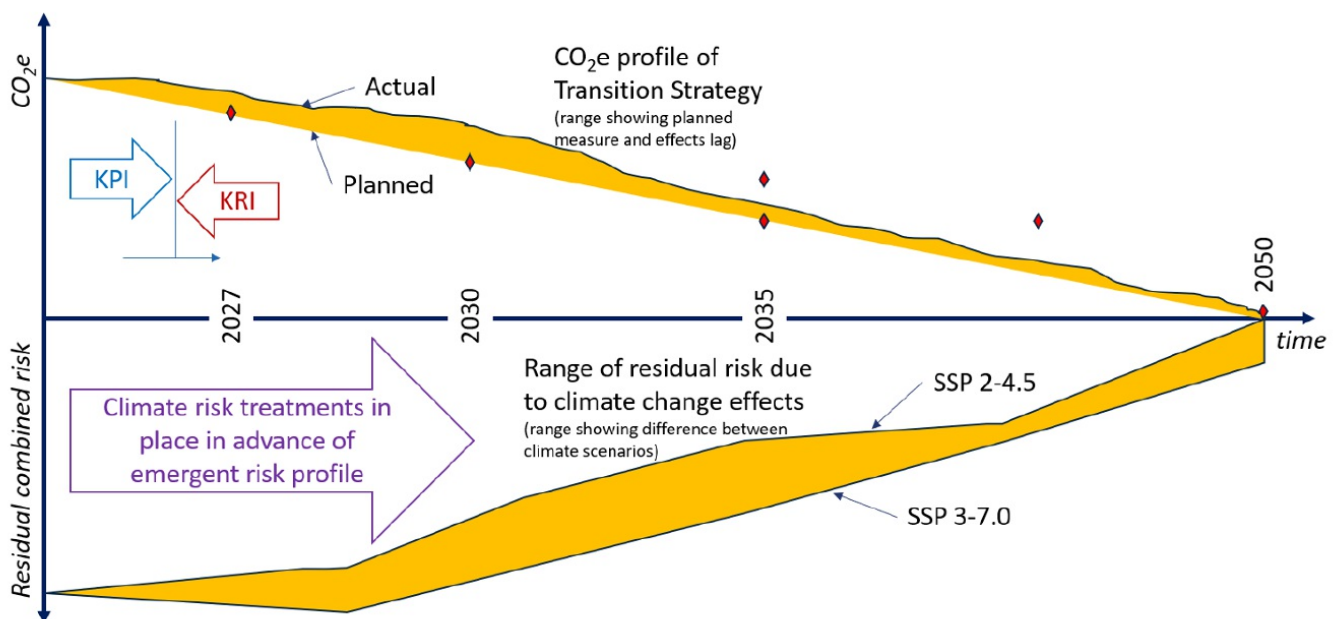 CO₂e
Actual
CO₂e profile of
Transition Strategy
(range showing planned
measure and effects lag)
KPI
KRI
Planned
2027
2030
2035
2050
time
Residual combined risk
Climate risk treatments in
place in advance of
emergent risk profile
Range of residual risk due
to climate change effects
(range showing difference between
climate scenarios)
SSP 2-4.5
SSP 3-7.0